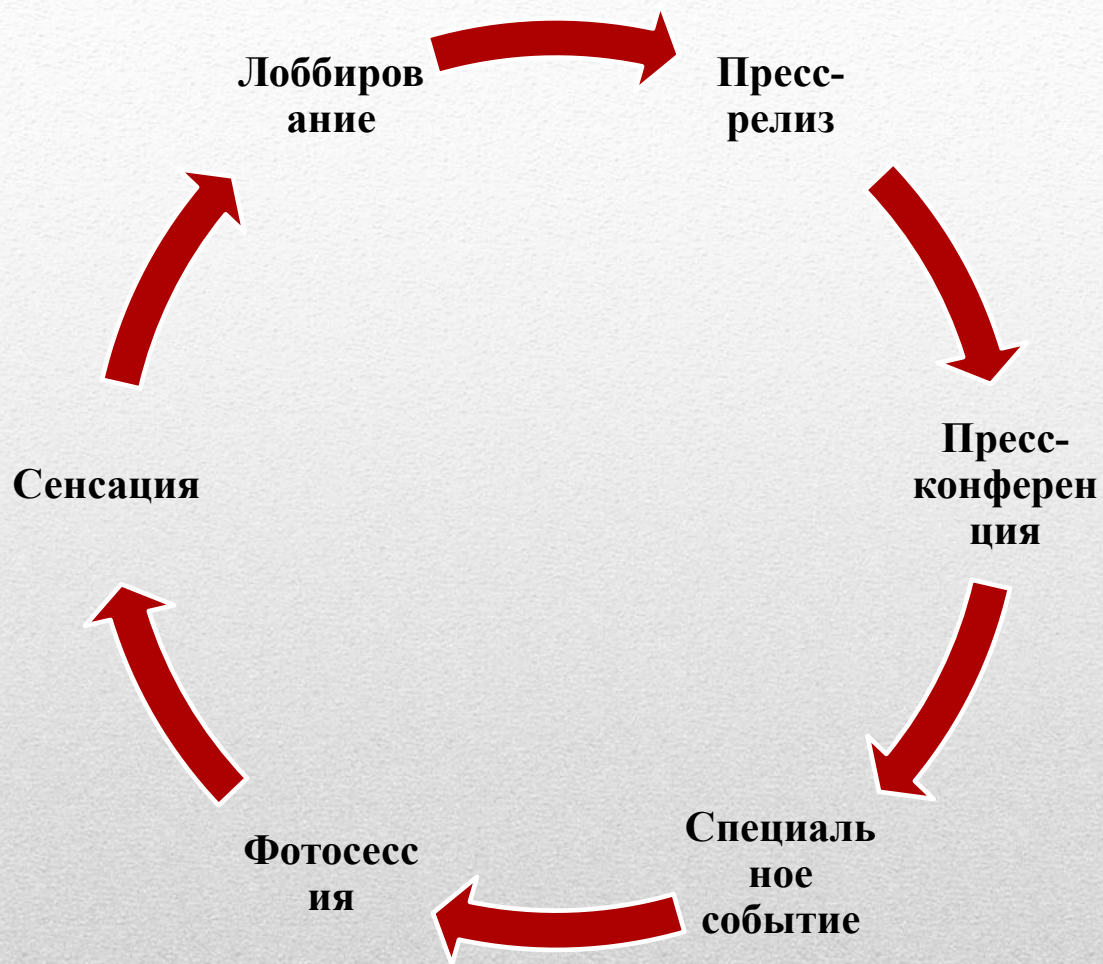 Лоббиров
ание
Пресс-
релиз
Пресс-
конферен
ция
Специаль
ное
событие
Фотосесс
ия
Сенсация